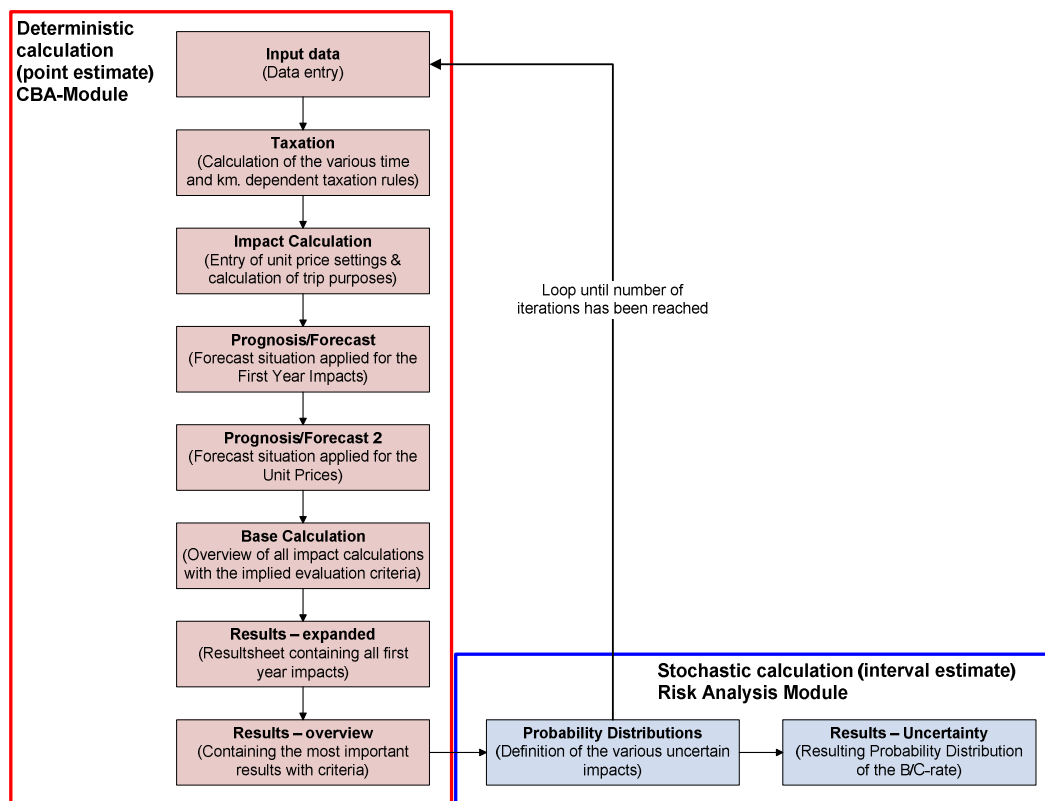 Deterministic
calculation
(point estimate)
CBA-Module
Input data
(Data entry)
Taxation
(Calculation of the various time
and km. dependent taxation rules)
Impact Calculation
(Entry of unit price settings &
calculation of trip purposes)
Loop until number of
iterations has been reached
Prognosis/Forecast
(Forecast situation applied for the
First Year Impacts)
Prognosis/Forecast 2
(Forecast situation applied for the
Unit Prices)
Base Calculation
(Overview of all impact calculations
with the implied evaluation criteria)
Results – expanded
(Resultsheet containing all first
year impacts)
Results – overview
(Containing the most important
results with criteria)
Stochastic calculation (interval estimate)
Risk Analysis Module
Probability Distributions
(Definition of the various uncertain
impacts)
Results – Uncertainty
(Resulting Probability Distribution
of the B/C-rate)